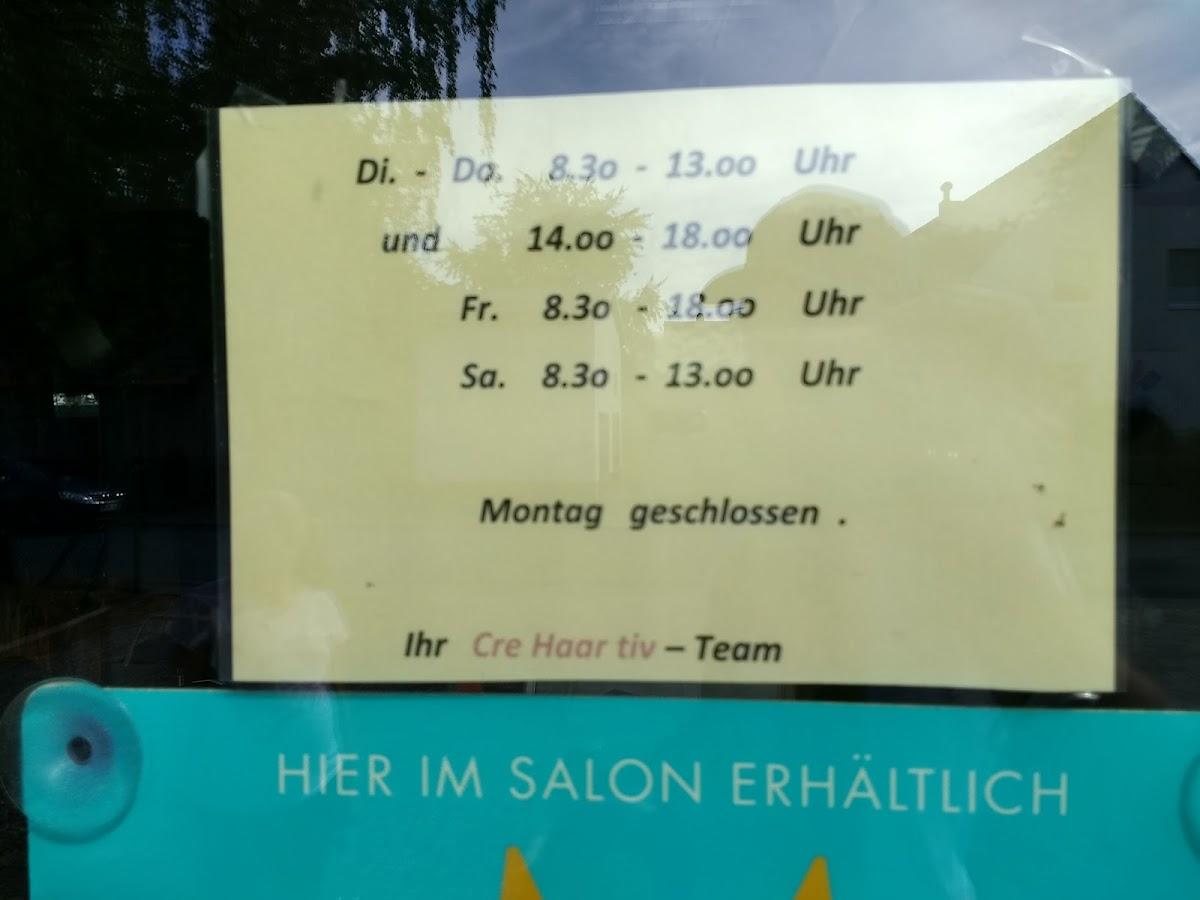 Di. - Do. 8.3o - 13.oo Uhr
und 14.oo - 18.oo Uhr
Fr. 8.3o - 18.oo Uhr
Sa. 8.3o - 13.oo Uhr
Montag geschlossen .
Ihr Cre Haar tiv – Team
HIER IM SALON ERHÄLTLICH